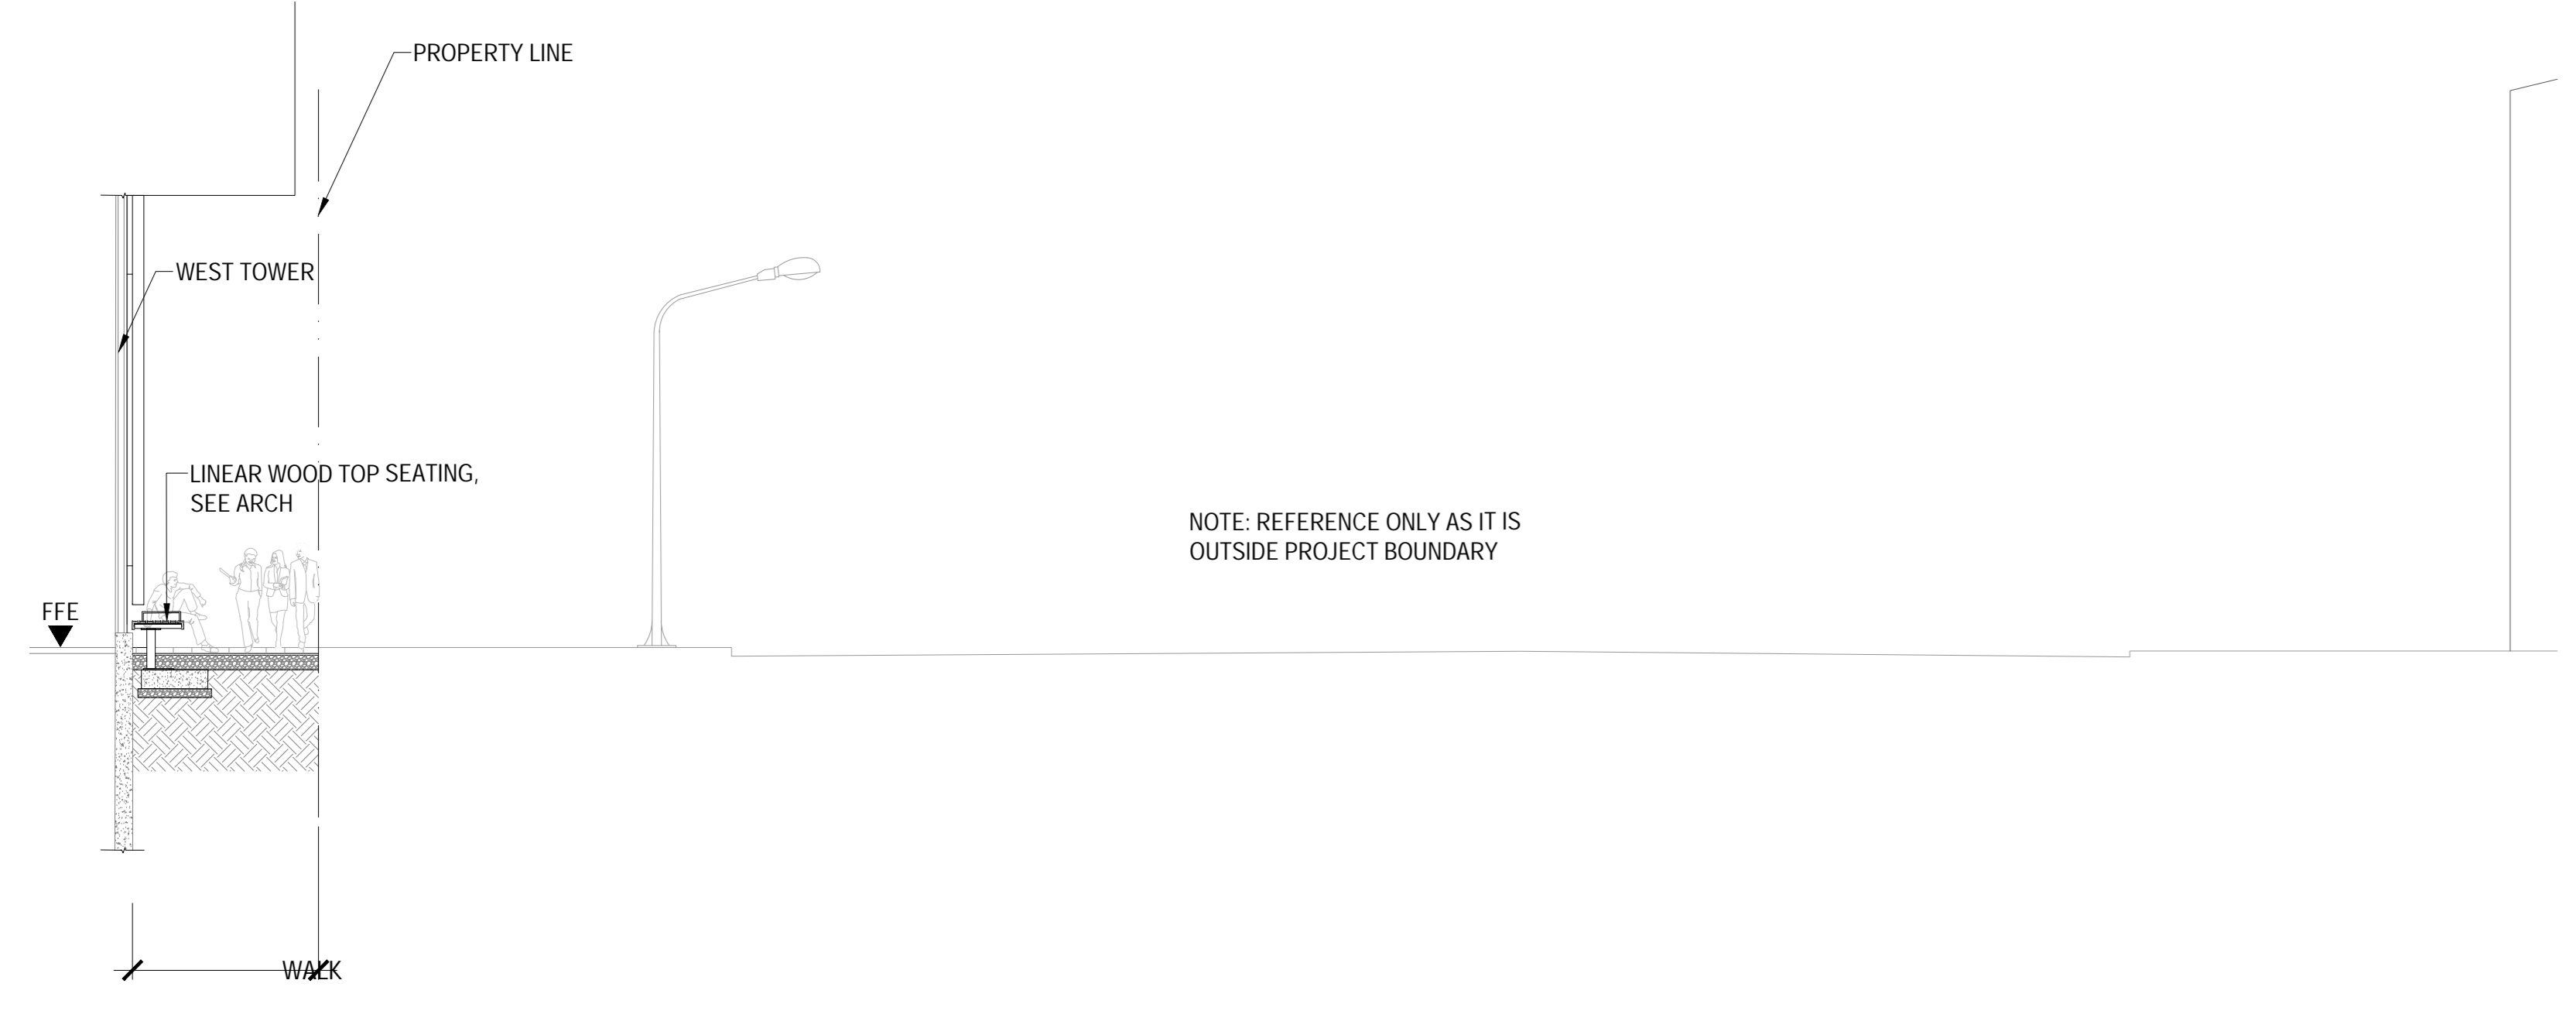 PROPERTY LINE
WEST TOWER
LINEAR WOOD TOP SEATING,
SEE ARCH
NOTE: REFERENCE ONLY AS IT IS
OUTSIDE PROJECT BOUNDARY
FFE
WALK